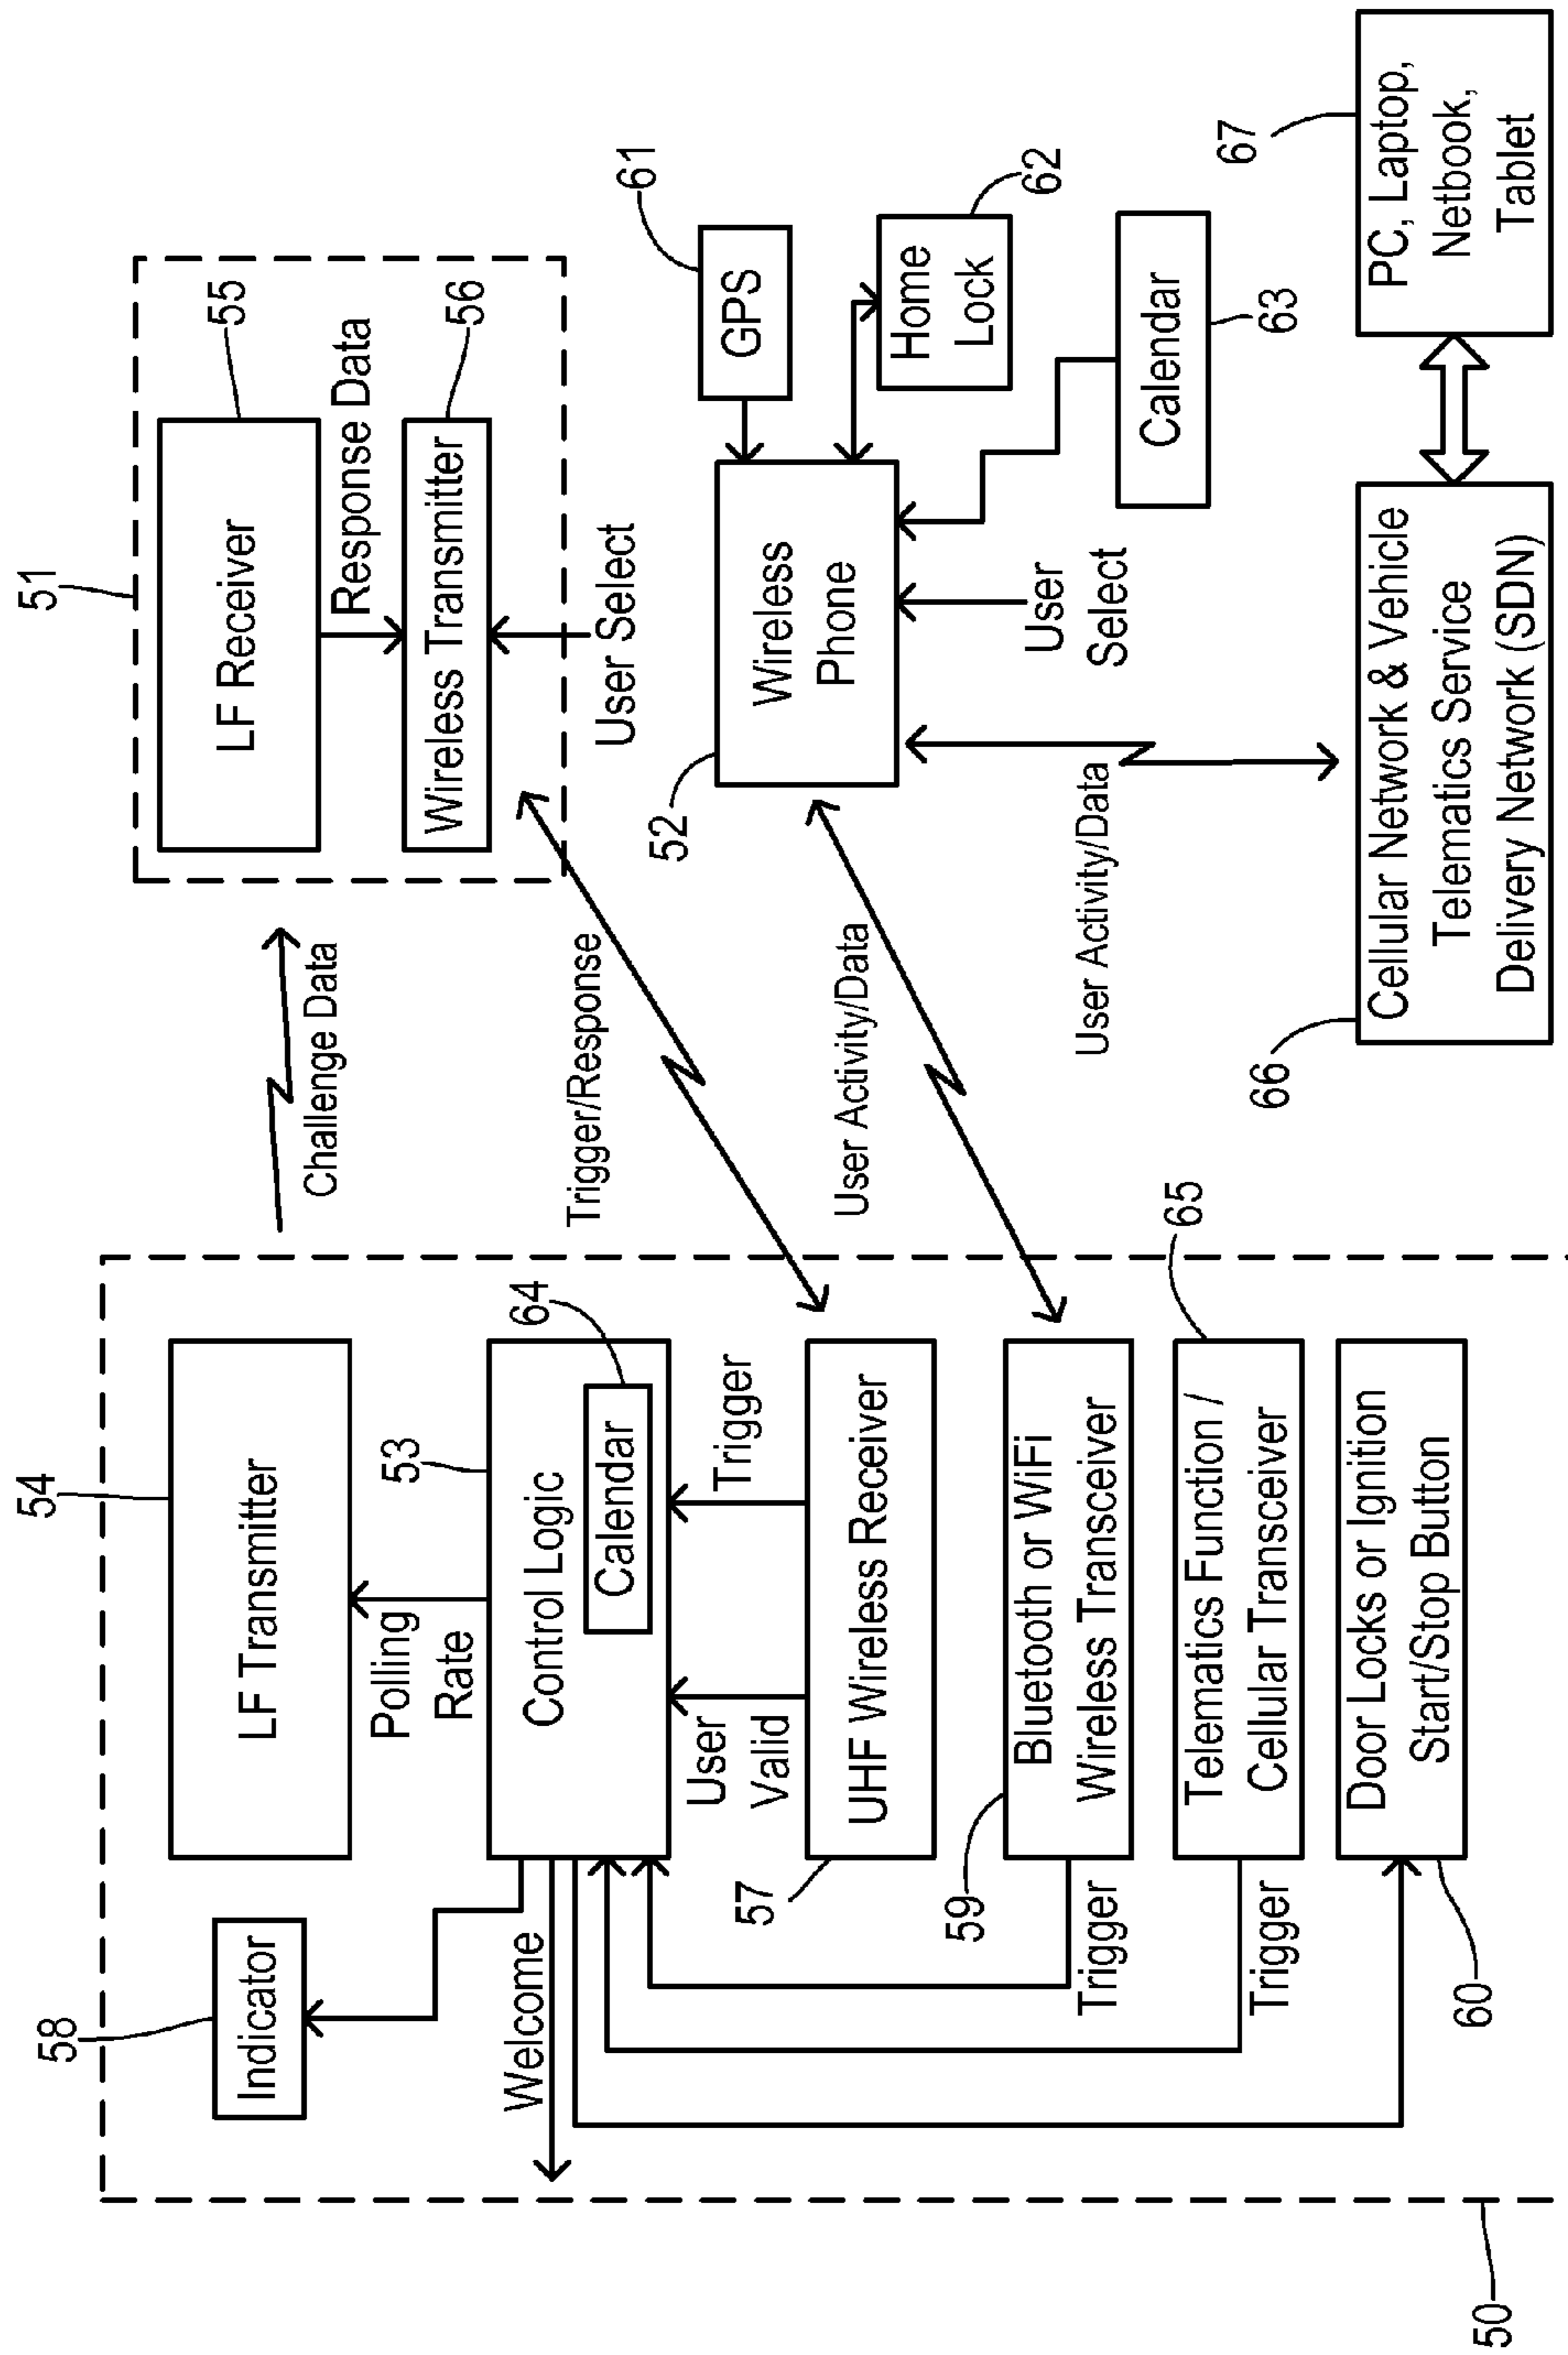 54
LF Transmitter
58
Indicator
Polling
Rate
53
Control Logic
64
Calendar
Welcome
User
Valid
Trigger
57
UHF Wireless Receiver
59
Bluetooth or WiFi
Wireless Transceiver
Trigger
65
Telematics Function /
Cellular Transceiver
Trigger
60
Door Locks or Ignition
Start/Stop Button
50
Challenge Data
Trigger/Response
User Activity/Data
51
LF Receiver
55
Response Data
Wireless Transmitter
56
User Select
52
Wireless
Phone
61
GPS
Home
Lock
62
Calendar
63
User
Select
User Activity/Data
66
Cellular Network & Vehicle
Telematics Service
Delivery Network (SDN)
67
PC, Laptop,
Netbook,
Tablet